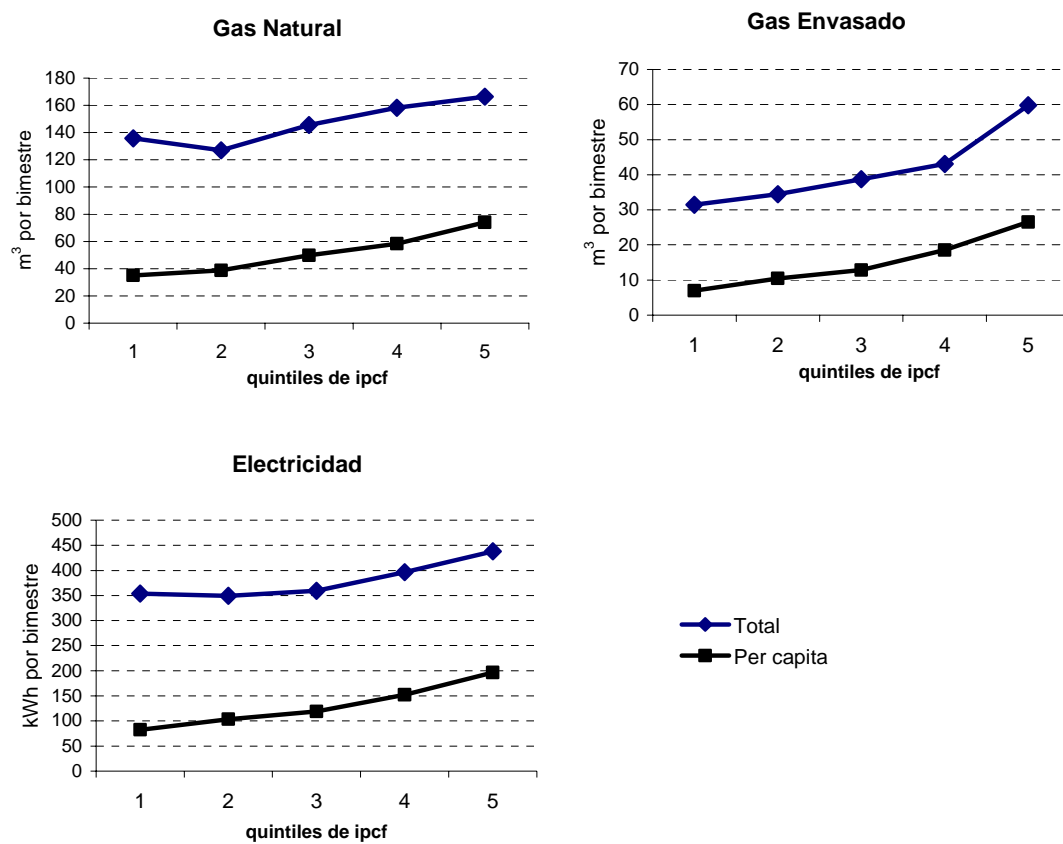 Gas Natural
m³ por bimestre
180
160
140
120
100
80
60
40
20
0
1 2 3 4 5
quintiles de ipcf
Gas Envasado
m³ por bimestre
70
60
50
40
30
20
10
0
1 2 3 4 5
quintiles de ipcf
Electricidad
kWh por bimestre
500
450
400
350
300
250
200
150
100
50
0
1 2 3 4 5
quintiles de ipcf
Total
Per capita